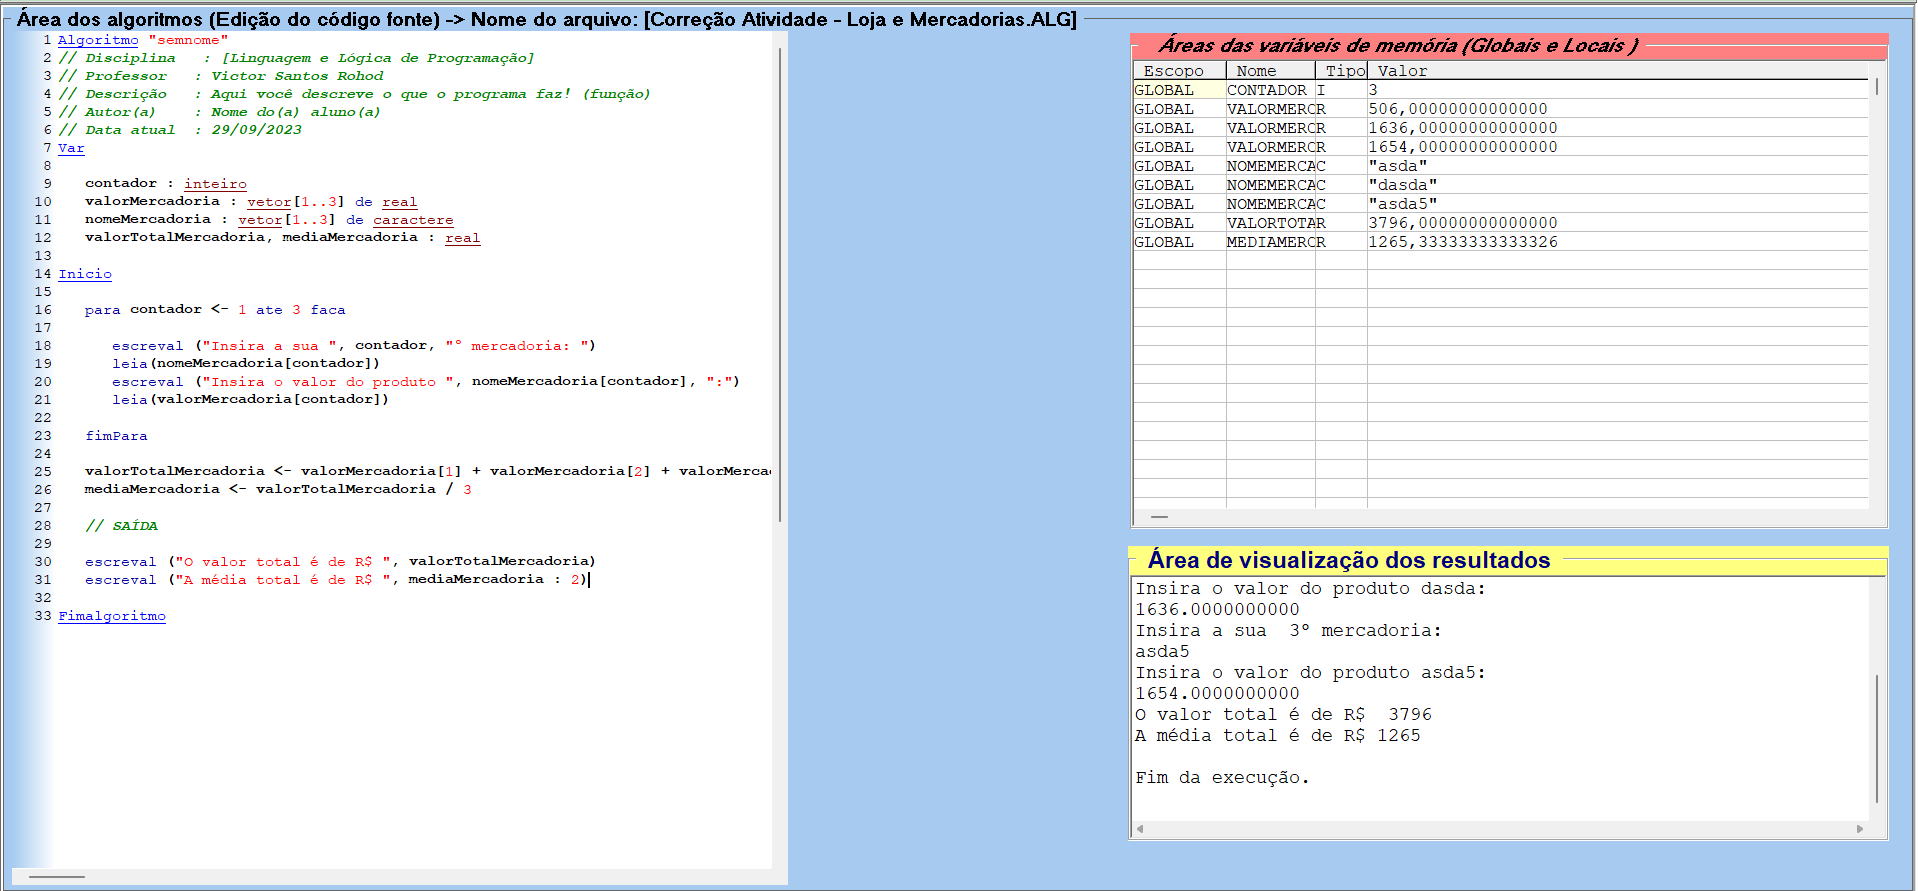 Área dos algoritmos (Edição do código fonte) -> Nome do arquivo: [Correção Atividade - Loja e Mercadorias.ALG]
1 Algoritmo "semnome"
2 // Disciplina : [Linguagem e Lógica de Programação]
3 // Professor : Victor Santos Rohod
4 // Descrição : Aqui você descreve o que o programa faz! (função)
5 // Autor(a) : Nome do(a) aluno(a)
6 // Data atual : 29/09/2023
7 Var
8
9 contador : inteiro
10 valorMercadoria : vetor[1..3] de real
11 nomeMercadoria : vetor[1..3] de caractere
12 valorTotalMercadoria, mediaMercadoria : real
13
14 Inicio
15
16 para contador <- 1 ate 3 faca
17
18 escreval ("Insira a sua ", contador, "° mercadoria: ")
19 leia(nomeMercadoria[contador])
20 escreval ("Insira o valor do produto ", nomeMercadoria[contador], ":")
21 leia(valorMercadoria[contador])
22
23 fimPara
24
25 valorTotalMercadoria <- valorMercadoria[1] + valorMercadoria[2] + valorMerca
26 mediaMercadoria <- valorTotalMercadoria / 3
27
28 // SAÍDA
29
30 escreval ("O valor total é de R$ ", valorTotalMercadoria)
31 escreval ("A média total é de R$ ", mediaMercadoria : 2)
32
33 Fimalgoritmo
Áreas das variáveis de memória (Globais e Locais )
Escopo Nome Tipo Valor
GLOBAL CONTADOR I 3
GLOBAL VALORMERC R 506,00000000000000
GLOBAL VALORMERC R 1636,00000000000000
GLOBAL VALORMERC R 1654,00000000000000
GLOBAL NOMEMERCA C "asda"
GLOBAL NOMEMERCA C "dasda"
GLOBAL NOMEMERCA C "asda5"
GLOBAL VALORTOTA R 3796,00000000000000
GLOBAL MEDIAMERC R 1265,33333333333326
Área de visualização dos resultados
Insira o valor do produto dasda:
1636.0000000000
Insira a sua  3° mercadoria:
asda5
Insira o valor do produto asda5:
1654.0000000000
O valor total é de R$  3796
A média total é de R$ 1265
Fim da execução.